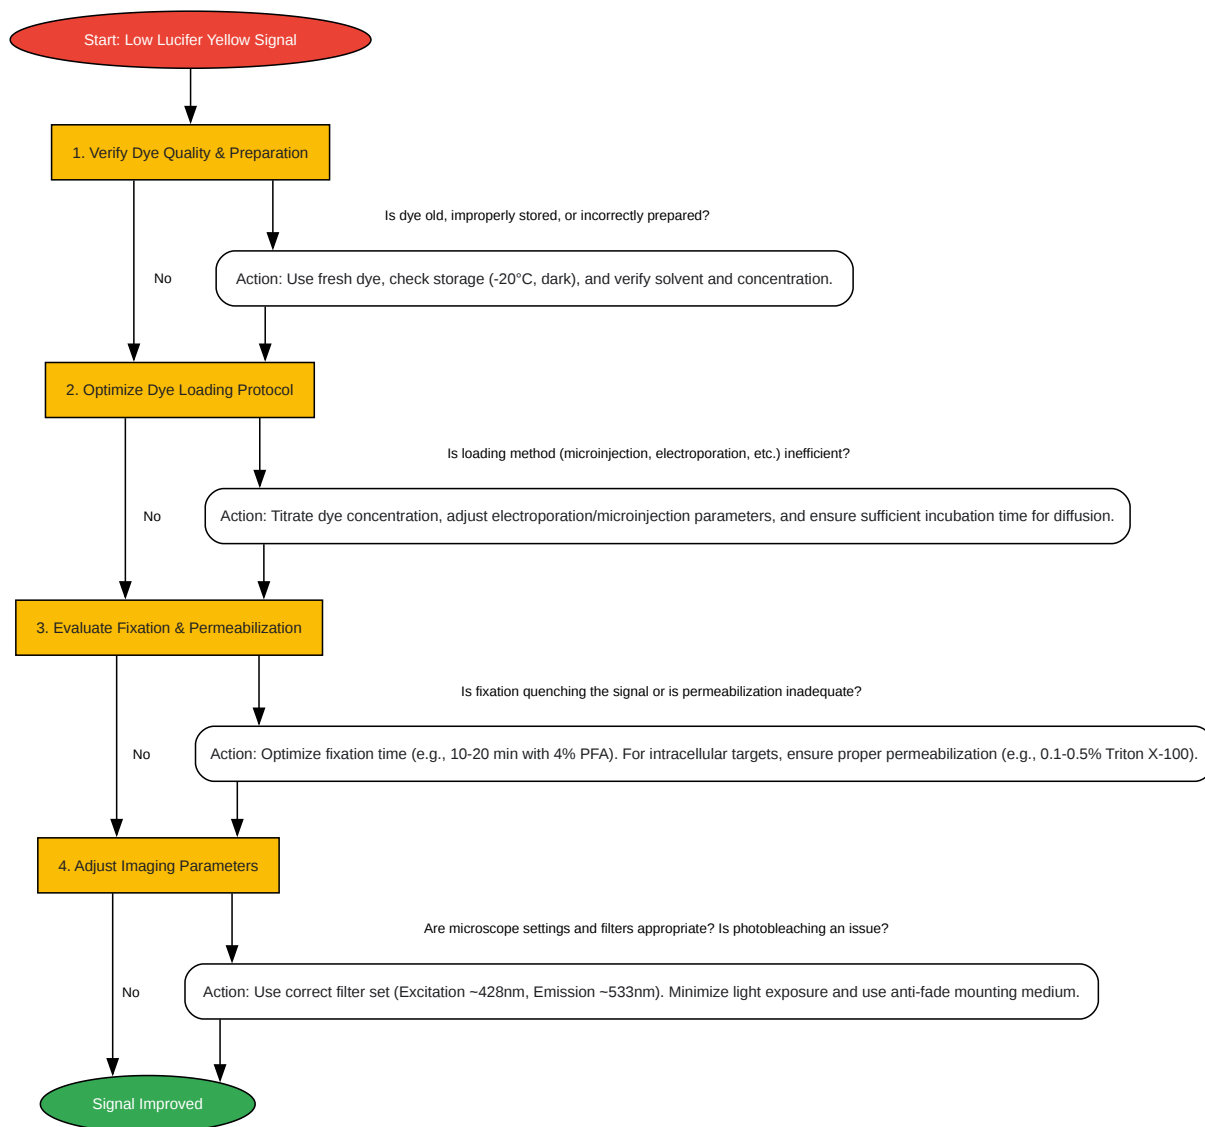 Start: Low Lucifer Yellow Signal
1. Verify Dye Quality & Preparation
Is dye old, improperly stored, or incorrectly prepared?
No
Action: Use fresh dye, check storage (-20°C, dark), and verify solvent and concentration.
2. Optimize Dye Loading Protocol
Is loading method (microinjection, electroporation, etc.) inefficient?
No
Action: Titrate dye concentration, adjust electroporation/microinjection parameters, and ensure sufficient incubation time for diffusion.
3. Evaluate Fixation & Permeabilization
Is fixation quenching the signal or is permeabilization inadequate?
No
Action: Optimize fixation time (e.g., 10-20 min with 4% PFA). For intracellular targets, ensure proper permeabilization (e.g., 0.1-0.5% Triton X-100).
4. Adjust Imaging Parameters
Are microscope settings and filters appropriate? Is photobleaching an issue?
No
Action: Use correct filter set (Excitation ~428nm, Emission ~533nm). Minimize light exposure and use anti-fade mounting medium.
Signal Improved